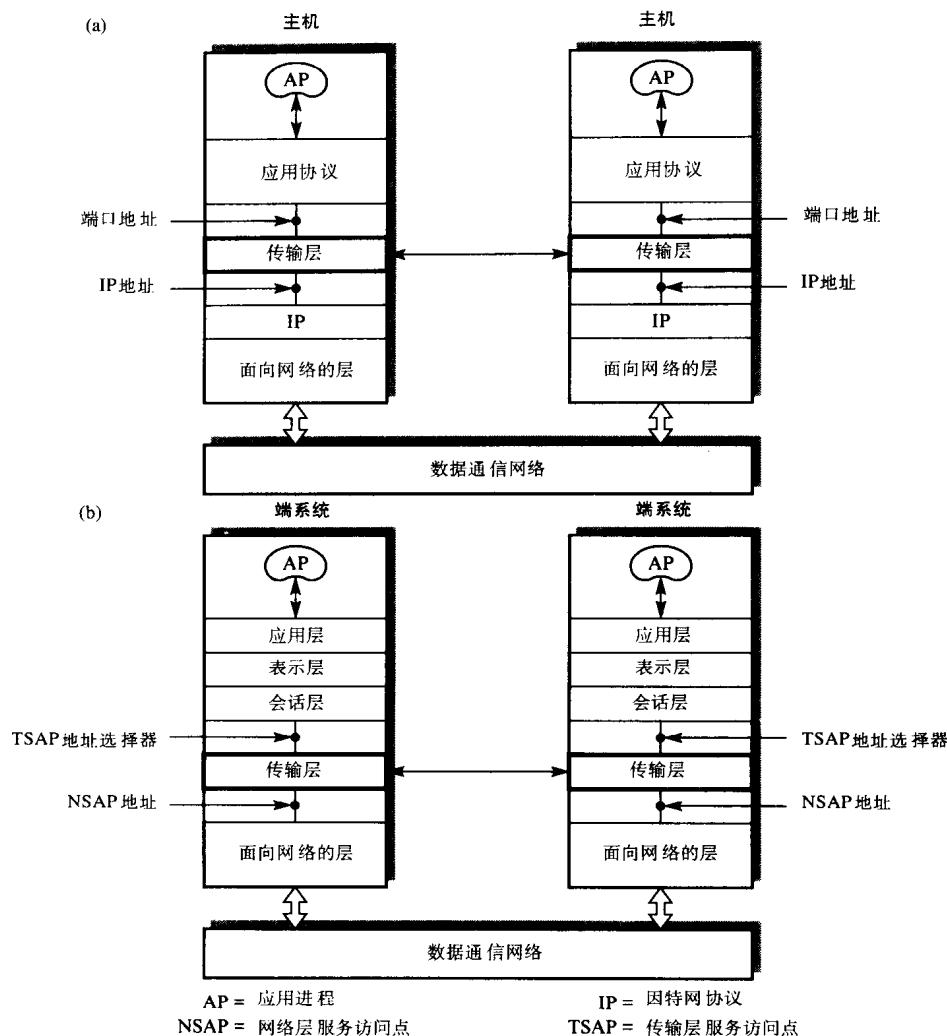 (a)
主机 主机
AP AP
应用协议 应用协议
端口地址 端口地址
传输层 传输层
IP地址 IP地址
IP IP
面向网络的层 面向网络的层
数据通信网络
(b)
端系统 端系统
AP AP
应用层 应用层
表示层 表示层
会话层 会话层
TSAP地址选择器 TSAP地址选择器
传输层 传输层
NSAP地址 NSAP地址
面向网络的层 面向网络的层
数据通信网络
AP = 应用进程 IP = 因特网协议
NSAP = 网络层服务访问点 TSAP = 传输层服务访问点